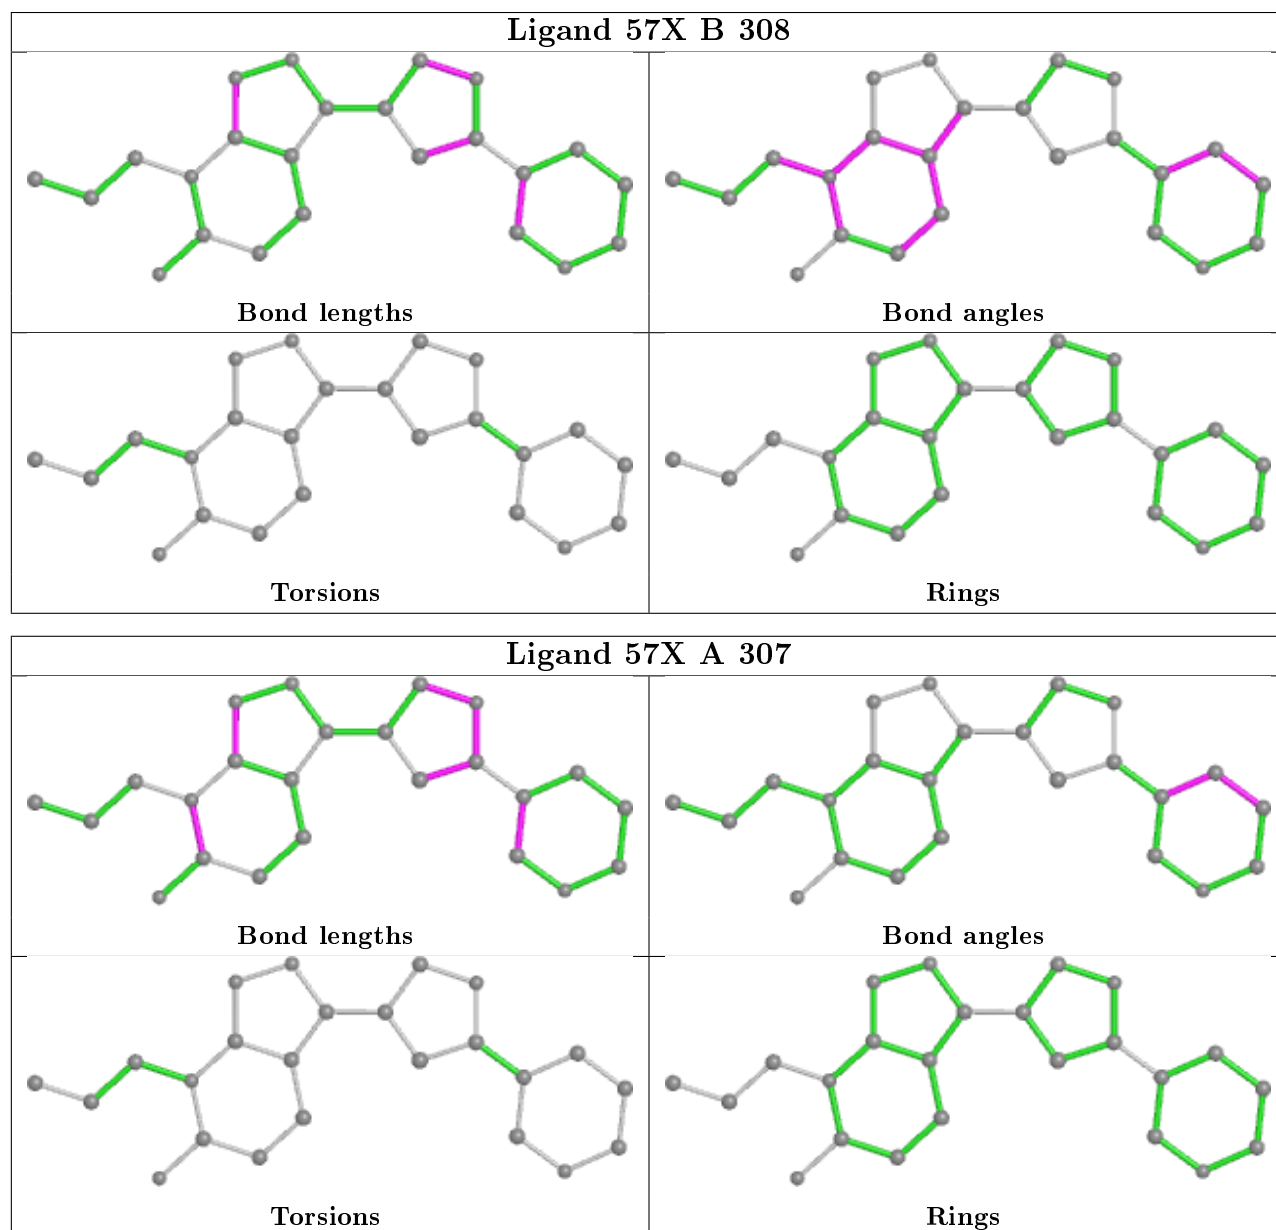 Ligand 57X B 308
Bond lengths
Bond angles
Torsions
Rings
Ligand 57X A 307
Bond lengths
Bond angles
Torsions
Rings